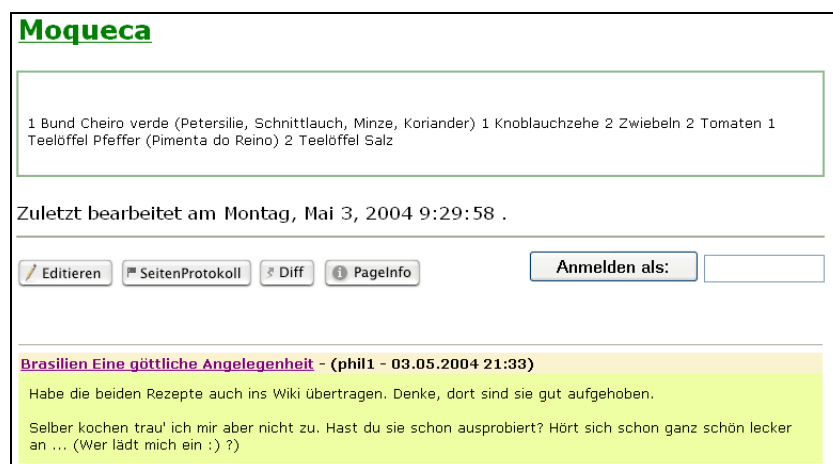 Moqueca
1 Bund Cheiro verde (Petersilie, Schnittlauch, Minze, Koriander) 1 Knoblauchzehe 2 Zwiebeln 2 Tomaten 1
Teelöffel Pfeffer (Pimenta do Reino) 2 Teelöffel Salz
Zuletzt bearbeitet am Montag, Mai 3, 2004 9:29:58 .
Editieren SeitenProtokoll Diff PageInfo Anmelden als:
Brasilien Eine göttliche Angelegenheit - (phil1 - 03.05.2004 21:33)
Habe die beiden Rezepte auch ins Wiki übertragen. Denke, dort sind sie gut aufgehoben.
Selber kochen trau' ich mir aber nicht zu. Hast du sie schon ausprobiert? Hört sich schon ganz schön lecker
an ... (Wer lädt mich ein :) ?)